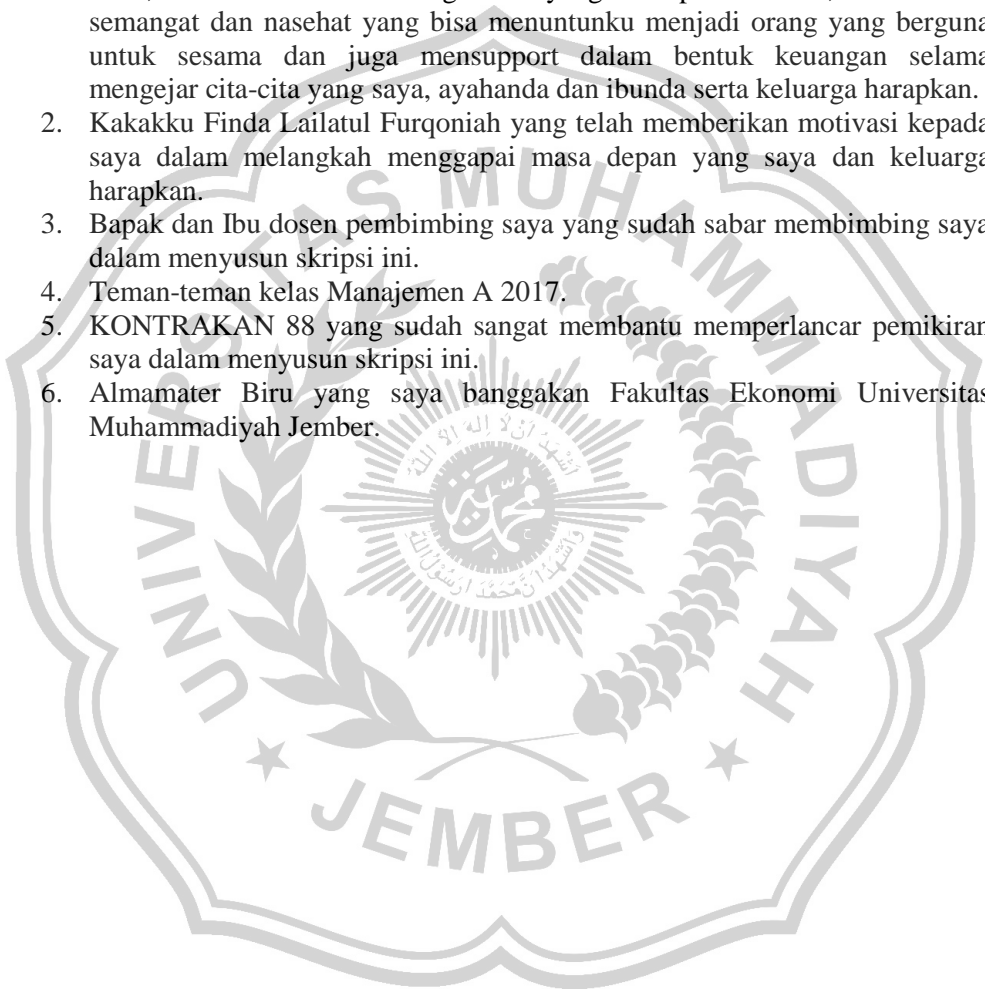 semangat dan nasehat yang bisa menuntunku menjadi orang yang berguna
untuk sesama dan juga mensupport dalam bentuk keuangan selama
mengejar cita-cita yang saya, ayahanda dan ibunda serta keluarga harapkan.
2. Kakakku Finda Lailatul Furqoniah yang telah memberikan motivasi kepada
saya dalam melangkah menggapai masa depan yang saya dan keluarga
harapkan.
3. Bapak dan Ibu dosen pembimbing saya yang sudah sabar membimbing saya
dalam menyusun skripsi ini.
4. Teman-teman kelas Manajemen A 2017.
5. KONTRAKAN 88 yang sudah sangat membantu memperlancar pemikiran
saya dalam menyusun skripsi ini.
6. Almamater Biru yang saya banggakan Fakultas Ekonomi Universitas
Muhammadiyah Jember.
UNIVERSITAS MUHAMMADIYAH
JEMBER